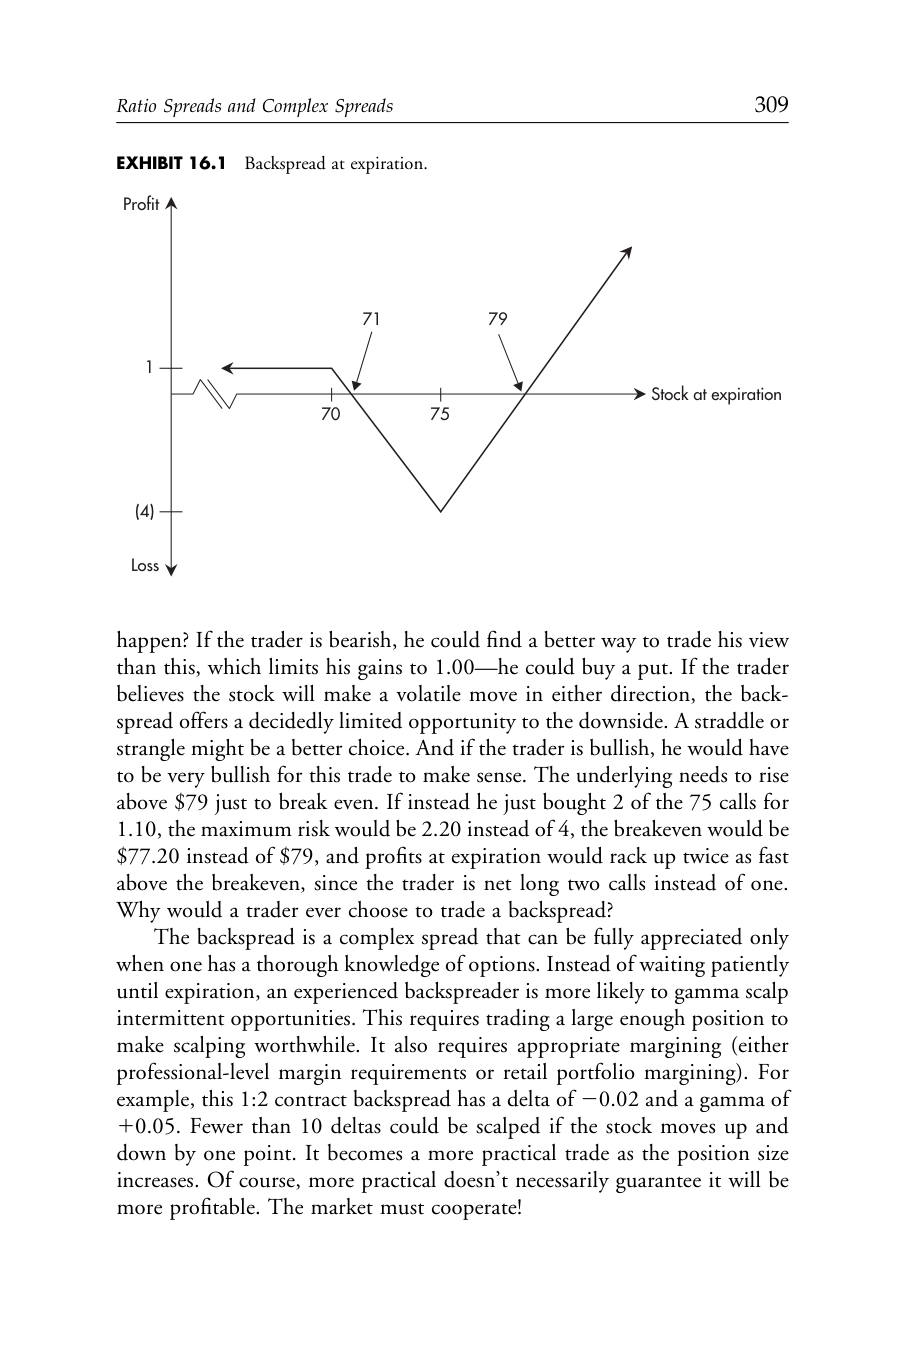 Ratio Spreads and Complex Spreads 309
EXHIBIT 16.1 Backspread at expiration.
Profit
71 79
1
Stock at expiration
70 75
(4)
Loss
happen? If the trader is bearish, he could find a better way to trade his view
than this, which limits his gains to 1.00—he could buy a put. If the trader
believes the stock will make a volatile move in either direction, the back-
spread offers a decidedly limited opportunity to the downside. A straddle or
strangle might be a better choice. And if the trader is bullish, he would have
to be very bullish for this trade to make sense. The underlying needs to rise
above $79 just to break even. If instead he just bought 2 of the 75 calls for
1.10, the maximum risk would be 2.20 instead of 4, the breakeven would be
$77.20 instead of $79, and profits at expiration would rack up twice as fast
above the breakeven, since the trader is net long two calls instead of one.
Why would a trader ever choose to trade a backspread?
The backspread is a complex spread that can be fully appreciated only
when one has a thorough knowledge of options. Instead of waiting patiently
until expiration, an experienced backspreader is more likely to gamma scalp
intermittent opportunities. This requires trading a large enough position to
make scalping worthwhile. It also requires appropriate margining (either
professional-level margin requirements or retail portfolio margining). For
example, this 1:2 contract backspread has a delta of −0.02 and a gamma of
+0.05. Fewer than 10 deltas could be scalped if the stock moves up and
down by one point. It becomes a more practical trade as the position size
increases. Of course, more practical doesn't necessarily guarantee it will be
more profitable. The market must cooperate!